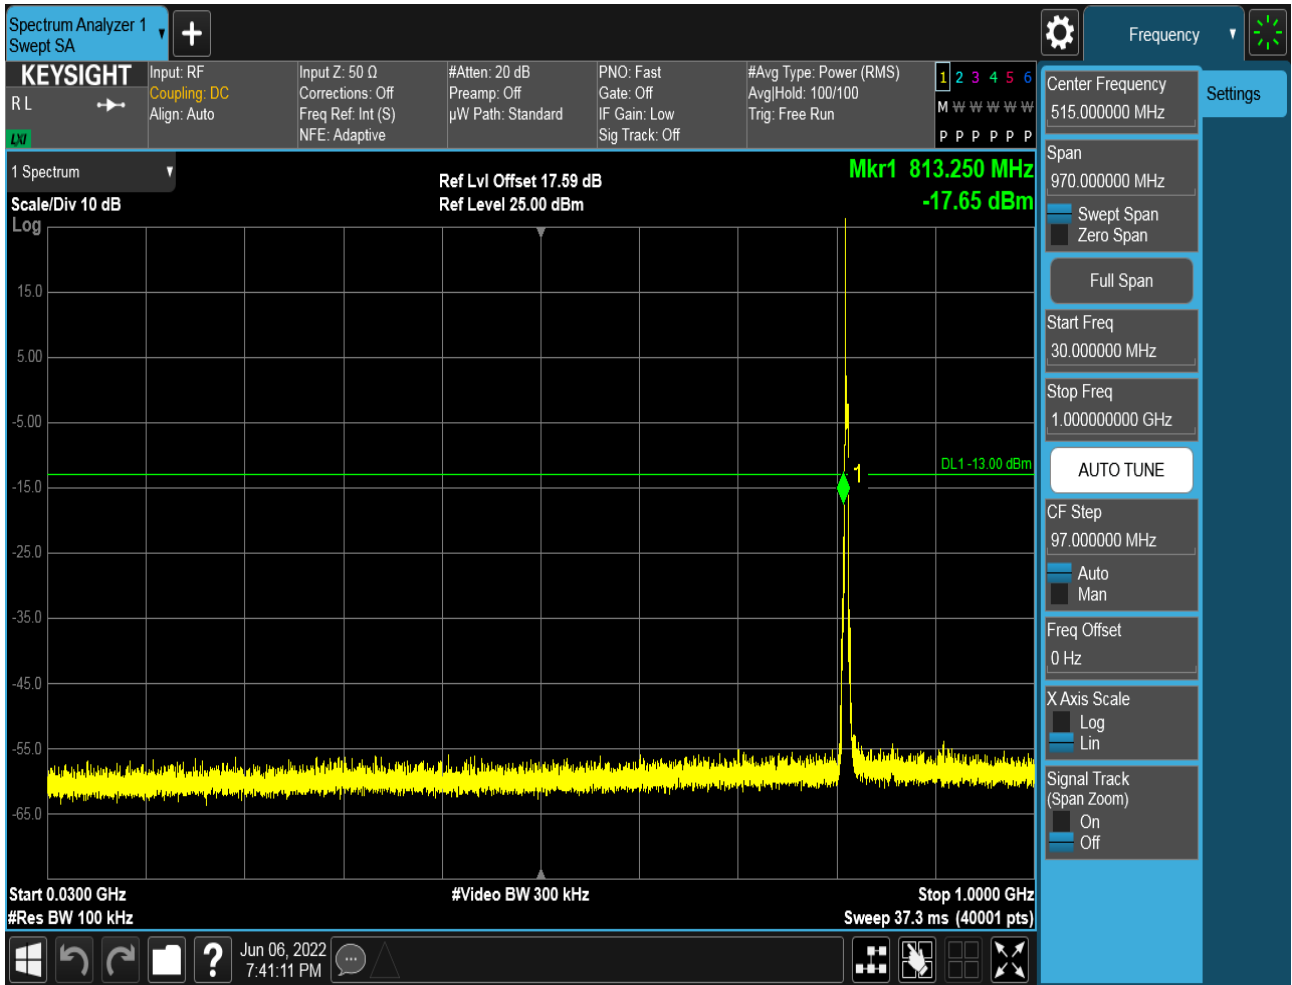 Spectrum Analyzer 1
Swept SA
Frequency
KEYSIGHT
R L
LXI
Input: RF
Coupling: DC
Align: Auto
Input Z: 50 Ω
Corrections: Off
Freq Ref: Int (S)
NFE: Adaptive
#Atten: 20 dB
Preamp: Off
µW Path: Standard
PNO: Fast
Gate: Off
IF Gain: Low
Sig Track: Off
#Avg Type: Power (RMS)
Avg|Hold: 100/100
Trig: Free Run
1 2 3 4 5 6
M W W W W W
P P P P P P
1 Spectrum
Scale/Div 10 dB
Log
Ref Lvl Offset 17.59 dB
Ref Level 25.00 dBm
Mkr1 813.250 MHz
-17.65 dBm
15.0
5.00
-5.00
-15.0
-25.0
-35.0
-45.0
-55.0
-65.0
DL1 -13.00 dBm
1
Start 0.0300 GHz
#Res BW 100 kHz
#Video BW 300 kHz
Stop 1.0000 GHz
Sweep 37.3 ms (40001 pts)
Center Frequency
515.000000 MHz
Span
970.000000 MHz
Swept Span
Zero Span
Full Span
Start Freq
30.000000 MHz
Stop Freq
1.000000000 GHz
AUTO TUNE
CF Step
97.000000 MHz
Auto
Man
Freq Offset
0 Hz
X Axis Scale
Log
Lin
Signal Track
(Span Zoom)
On
Off
Settings
?
Jun 06, 2022
7:41:11 PM